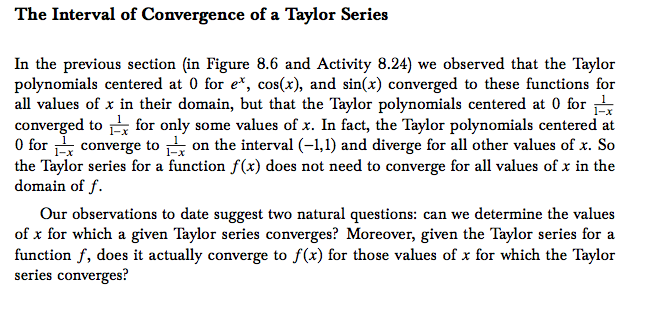 The Interval of Convergence of a Taylor Series
In the previous section (in Figure 8.6 and Activity 8.24) we observed that the Taylor
polynomials centered at 0 for eˣ, cos(x), and sin(x) converged to these functions for
all values of x in their domain, but that the Taylor polynomials centered at 0 for 1/(1−x)
converged to 1/(1−x) for only some values of x. In fact, the Taylor polynomials centered at
0 for 1/(1−x) converge to 1/(1−x) on the interval (−1,1) and diverge for all other values of x. So
the Taylor series for a function f(x) does not need to converge for all values of x in the
domain of f.
Our observations to date suggest two natural questions: can we determine the values
of x for which a given Taylor series converges? Moreover, given the Taylor series for a
function f, does it actually converge to f(x) for those values of x for which the Taylor
series converges?